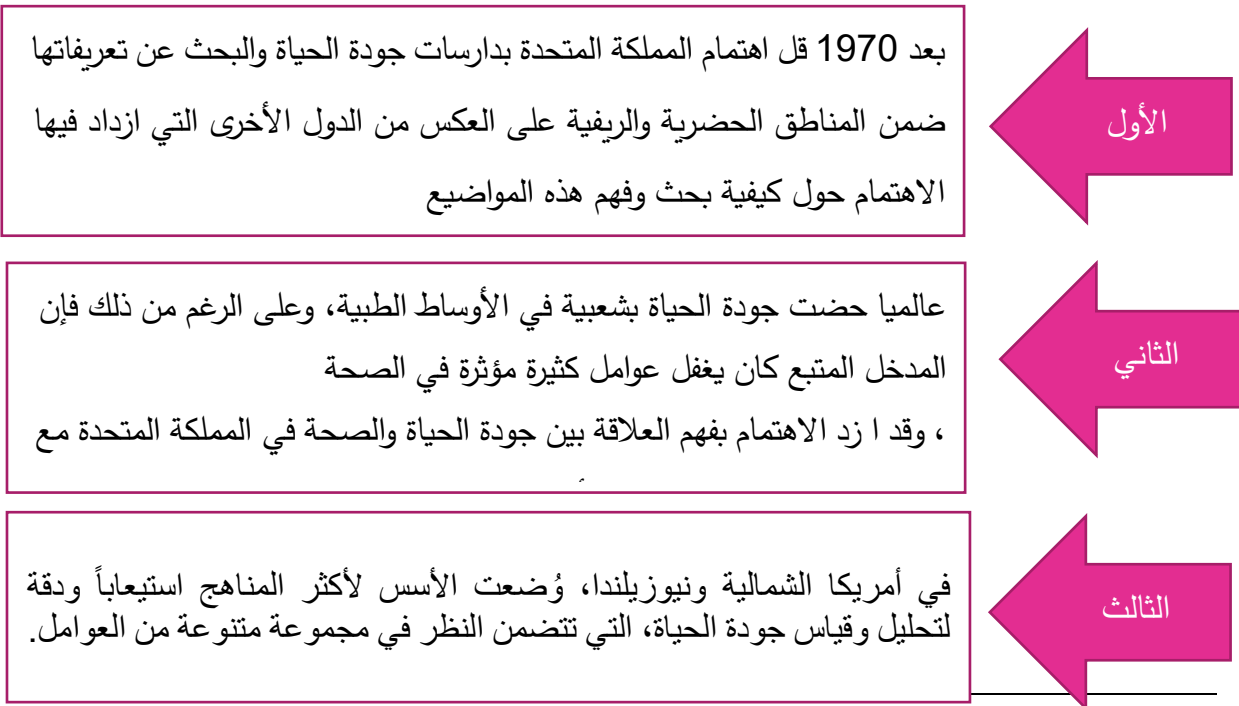 الأول
بعد 1970 قل اهتمام المملكة المتحدة بدارسات جودة الحياة والبحث عن تعريفاتها
ضمن المناطق الحضرية والريفية على العكس من الدول الأخرى التي ازداد فيها
الاهتمام حول كيفية بحث وفهم هذه المواضيع
الثاني
عالميا حضت جودة الحياة بشعبية في الأوساط الطبية، وعلى الرغم من ذلك فإن
المدخل المتبع كان يغفل عوامل كثيرة مؤثرة في الصحة
، وقد ا زد الاهتمام بفهم العلاقة بين جودة الحياة والصحة في المملكة المتحدة مع
الثالث
في أمريكا الشمالية ونيوزيلندا، وُضعت الأسس لأكثر المناهج استيعاباً ودقة
لتحليل وقياس جودة الحياة، التي تتضمن النظر في مجموعة متنوعة من العوامل.